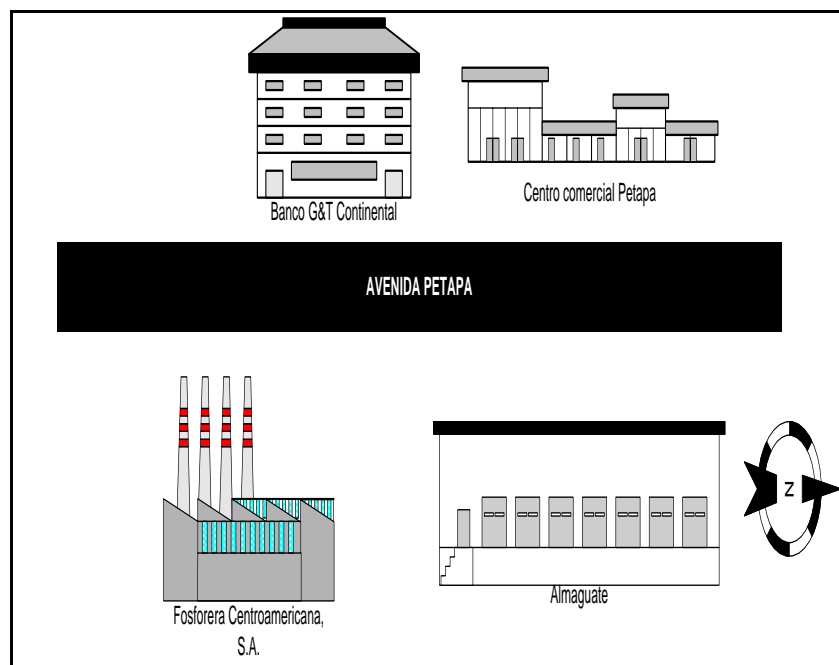 Banco G&T Continental
Centro comercial Petapa
AVENIDA PETAPA
Fosforera Centroamericana,
S.A.
Almaguate
N